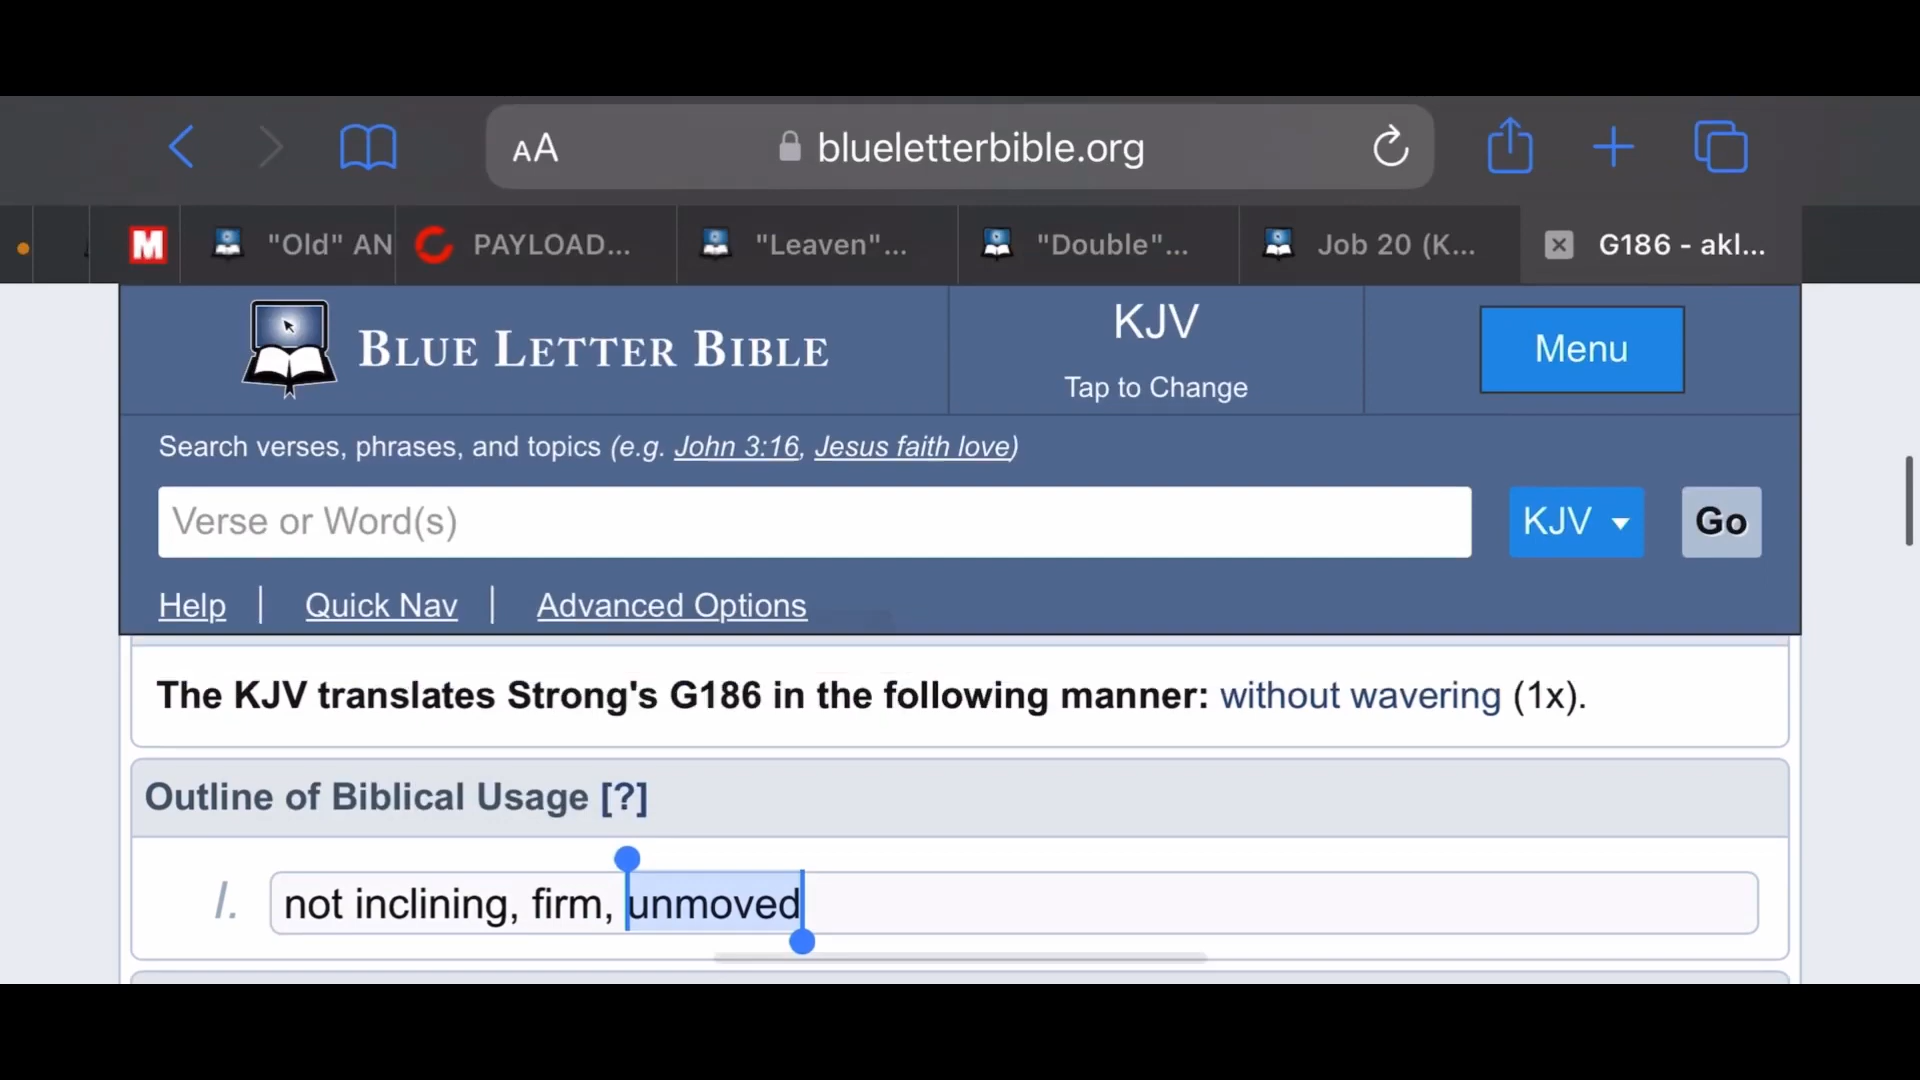 AA blueletterbible.org
M "Old" AN PAYLOAD... "Leaven"... "Double"... Job 20 (K... G186 - akl...
BLUE LETTER BIBLE KJV Menu
Tap to Change
Search verses, phrases, and topics (e.g. John 3:16, Jesus faith love)
Verse or Word(s) KJV Go
Help | Quick Nav | Advanced Options
The KJV translates Strong's G186 in the following manner: without wavering (1x).
Outline of Biblical Usage [?]
I. not inclining, firm, unmoved